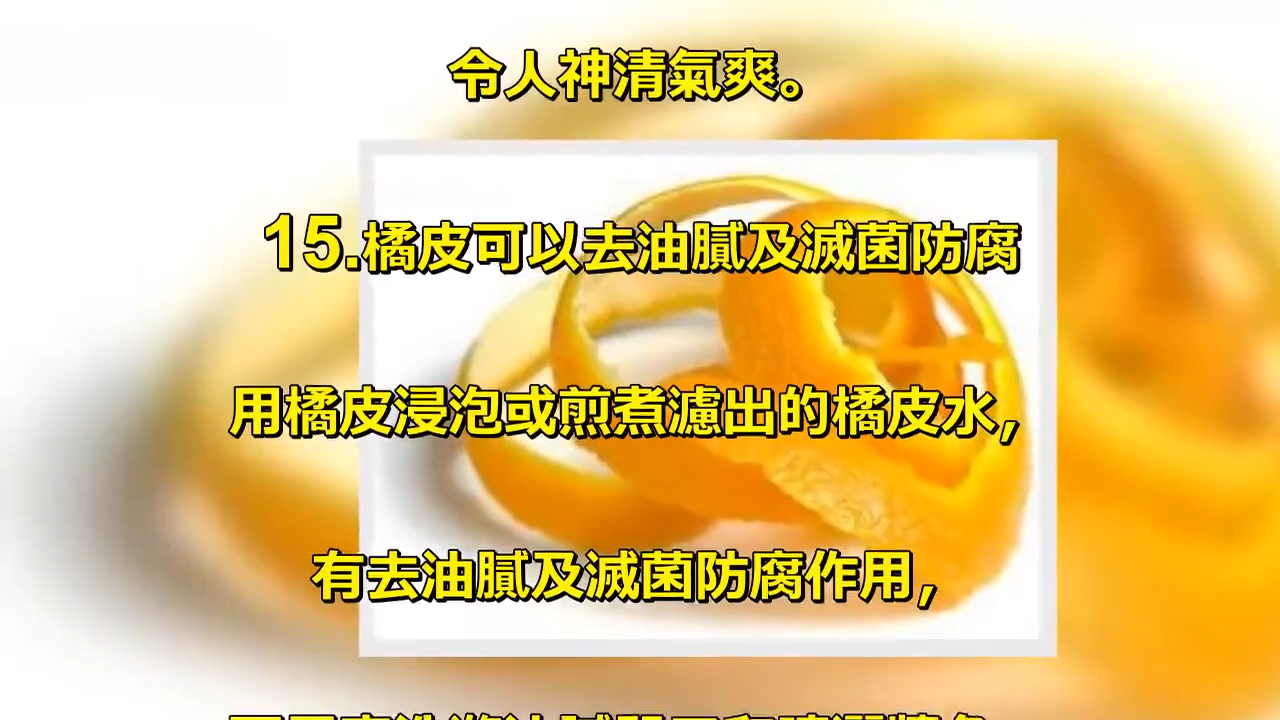 令人神清氣爽。
15.橘皮可以去油膩及滅菌防腐
用橘皮浸泡或煎煮濾出的橘皮水，
有去油膩及滅菌防腐作用，